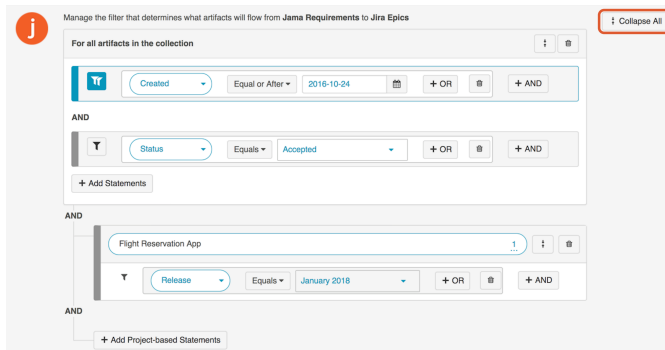 j
Manage the filter that determines what artifacts will flow from Jama Requirements to Jira Epics
Collapse All
For all artifacts in the collection
Created Equal or After 2016-10-24 + OR + AND
AND
Status Equals Accepted + OR + AND
+ Add Statements
AND
Flight Reservation App 1
Release Equals January 2018 + OR + AND
AND
+ Add Project-based Statements